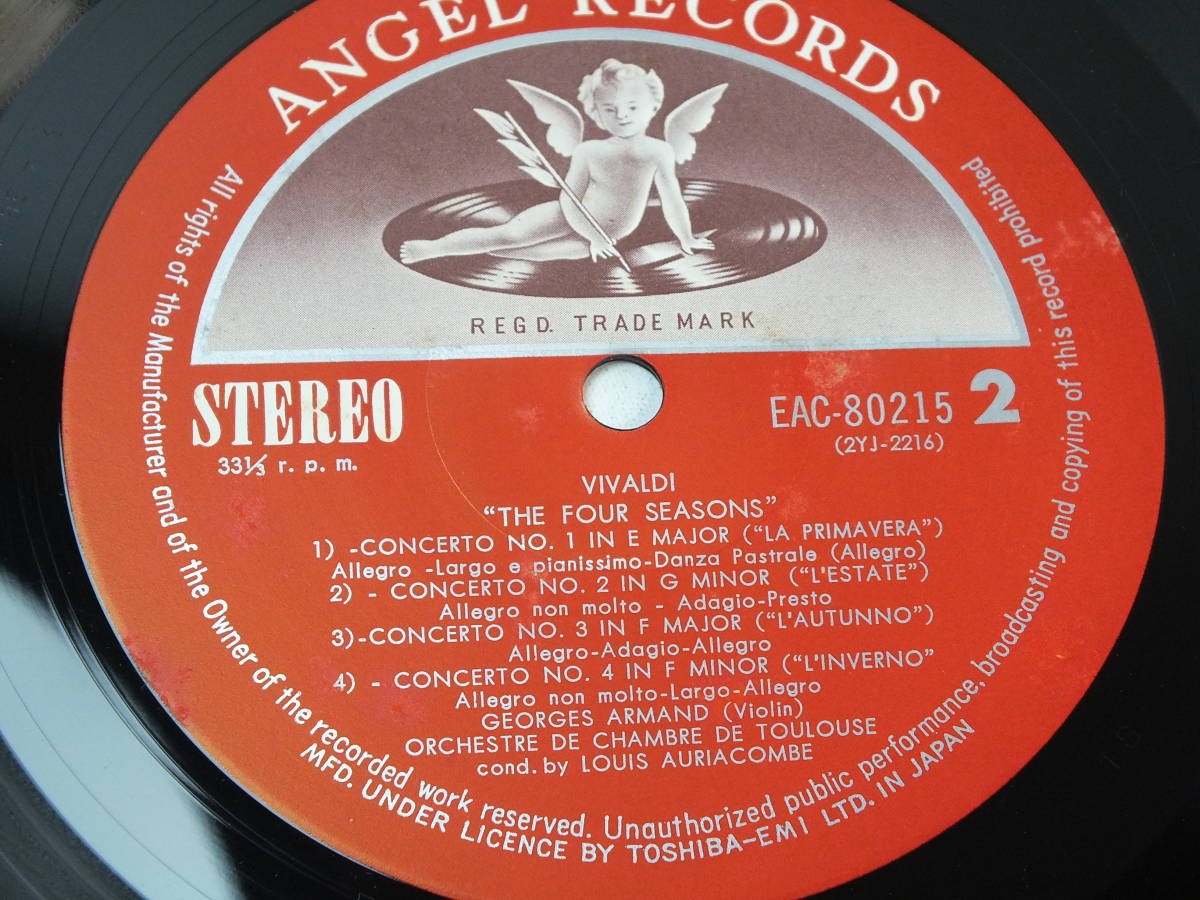 ANGEL RECORDS
REGD. TRADE MARK
STEREO
33⅓ r. p. m.
EAC-80215 2
(2YJ-2216)
VIVALDI
“THE FOUR SEASONS”
1) -CONCERTO NO. 1 IN E MAJOR (“LA PRIMAVERA”)
Allegro -Largo e pianissimo-Danza Pastrale (Allegro)
2) - CONCERTO NO. 2 IN G MINOR (“L'ESTATE”)
Allegro non molto - Adagio-Presto
3)-CONCERTO NO. 3 IN F MAJOR (“L'AUTUNNO”)
Allegro-Adagio-Allegro
4) - CONCERTO NO. 4 IN F MINOR (“L'INVERNO”
Allegro non molto-Largo-Allegro
GEORGES ARMAND (Violin)
ORCHESTRE DE CHAMBRE DE TOULOUSE
cond. by LOUIS AURIACOMBE
All rights of the Manufacturer and of the Owner of the recorded work reserved. Unauthorized public performance, broadcasting and copying of this record prohibited
MFD. UNDER LICENCE BY TOSHIBA-EMI LTD. IN JAPAN